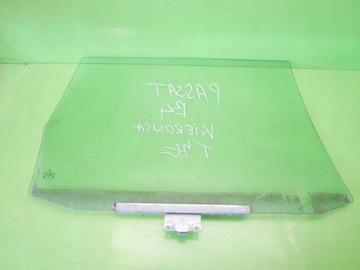 PASSAT
B4
KIEROWCA
TYŁ